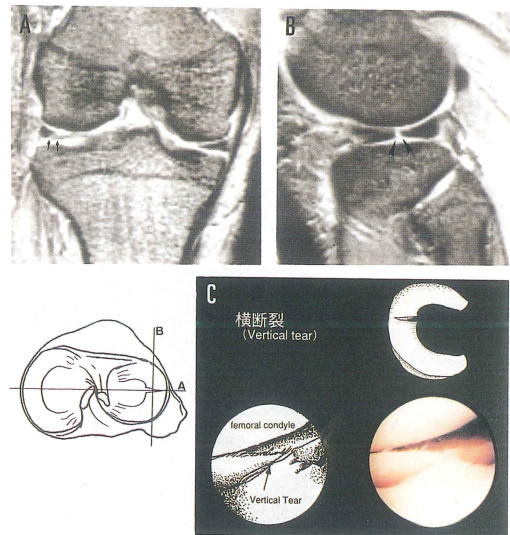 A
B
B
A
C
横断裂
(Vertical tear)
femoral condyle
Vertical Tear